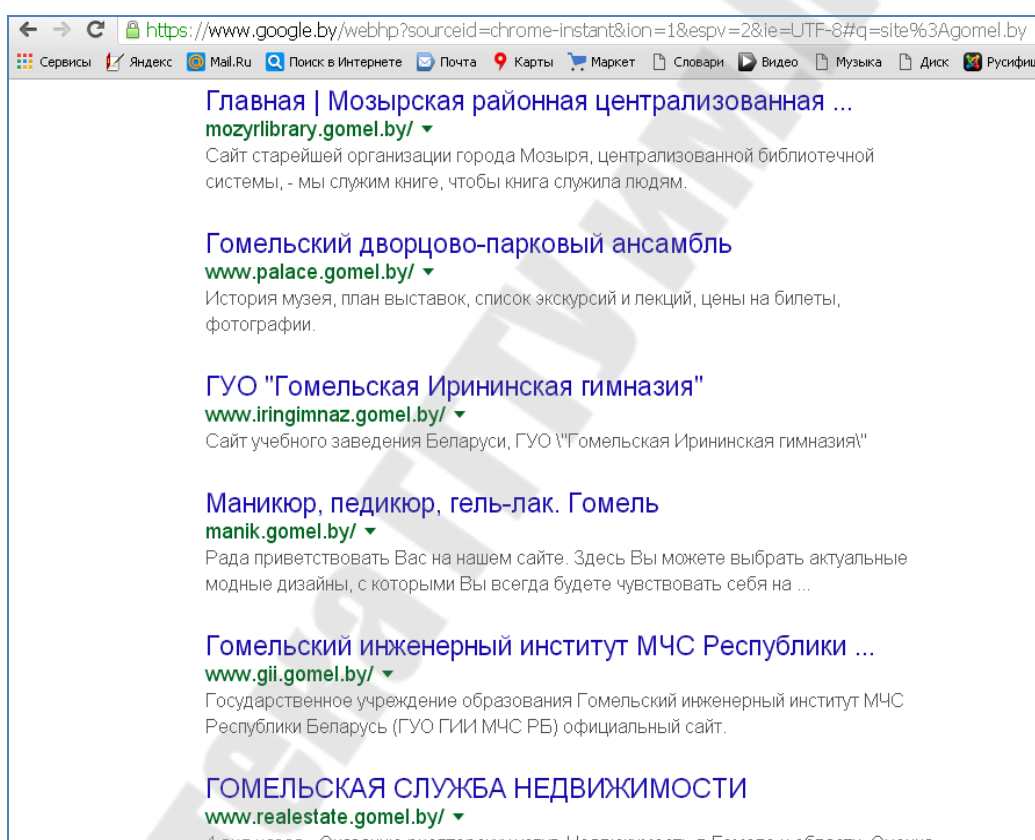 https://www.google.by/webhp?sourceid=chrome-instant&ion=1&espv=2&ie=UTF-8#q=site%3Agomel.by
Сервисы Яндекс Mail.Ru Поиск в Интернете Почта Карты Маркет Словари Видео Музыка Диск
Главная | Мозырская районная централизованная ...
mozyrlibrary.gomel.by/
Сайт старейшей организации города Мозыря, централизованной библиотечной
системы, - мы служим книге, чтобы книга служила людям.
Гомельский дворцово-парковый ансамбль
www.palace.gomel.by/
История музея, план выставок, список экскурсий и лекций, цены на билеты,
фотографии.
ГУО "Гомельская Ирининская гимназия"
www.iringimnaz.gomel.by/
Сайт учебного заведения Беларуси, ГУО \"Гомельская Ирининская гимназия\"
Маникюр, педикюр, гель-лак. Гомель
manik.gomel.by/
Рада приветствовать Вас на нашем сайте. Здесь Вы можете выбрать актуальные
модные дизайны, с которыми Вы всегда будете чувствовать себя на ...
Гомельский инженерный институт МЧС Республики ...
www.gii.gomel.by/
Государственное учреждение образования Гомельский инженерный институт МЧС
Республики Беларусь (ГУО ГИИ МЧС РБ) официальный сайт.
ГОМЕЛЬСКАЯ СЛУЖБА НЕДВИЖИМОСТИ
www.realestate.gomel.by/